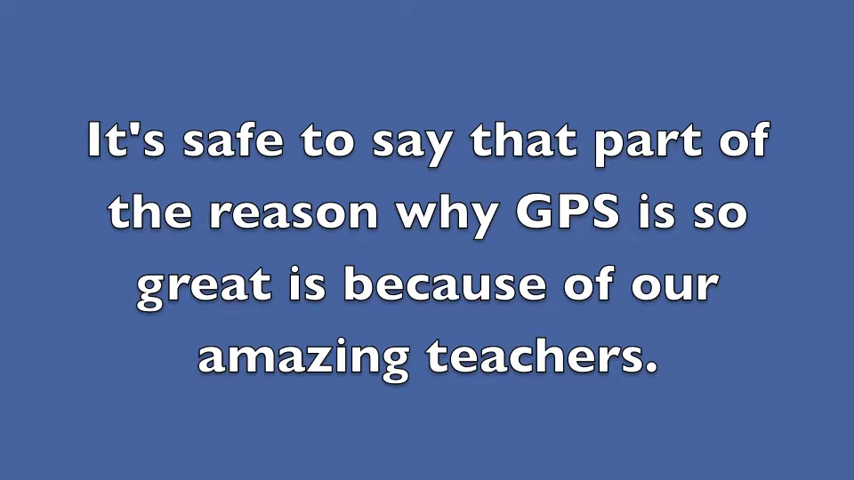 It's safe to say that part of
the reason why GPS is so
great is because of our
amazing teachers.